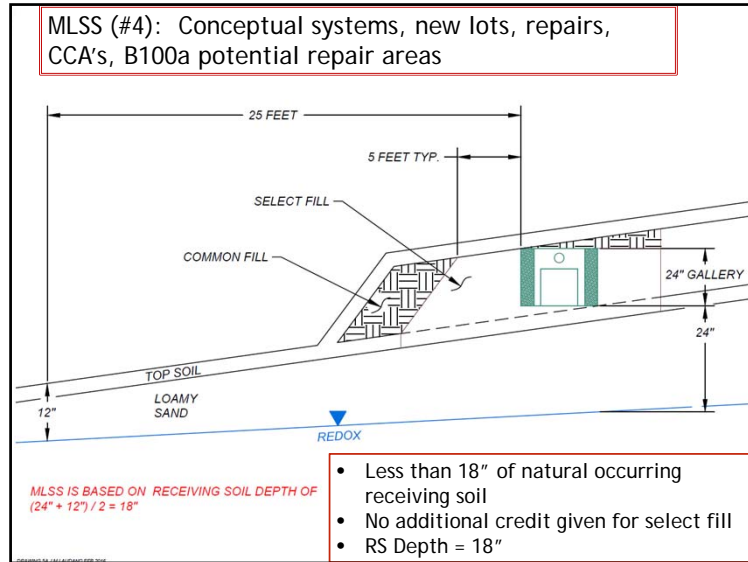 MLSS (#4): Conceptual systems, new lots, repairs,
CCA's, B100a potential repair areas
25 FEET
5 FEET TYP.
SELECT FILL
COMMON FILL
24" GALLERY
24"
TOP SOIL
LOAMY
SAND
12"
REDOX
MLSS IS BASED ON RECEIVING SOIL DEPTH OF
(24" + 12") / 2 = 18"
• Less than 18" of natural occurring
receiving soil
• No additional credit given for select fill
• RS Depth = 18"